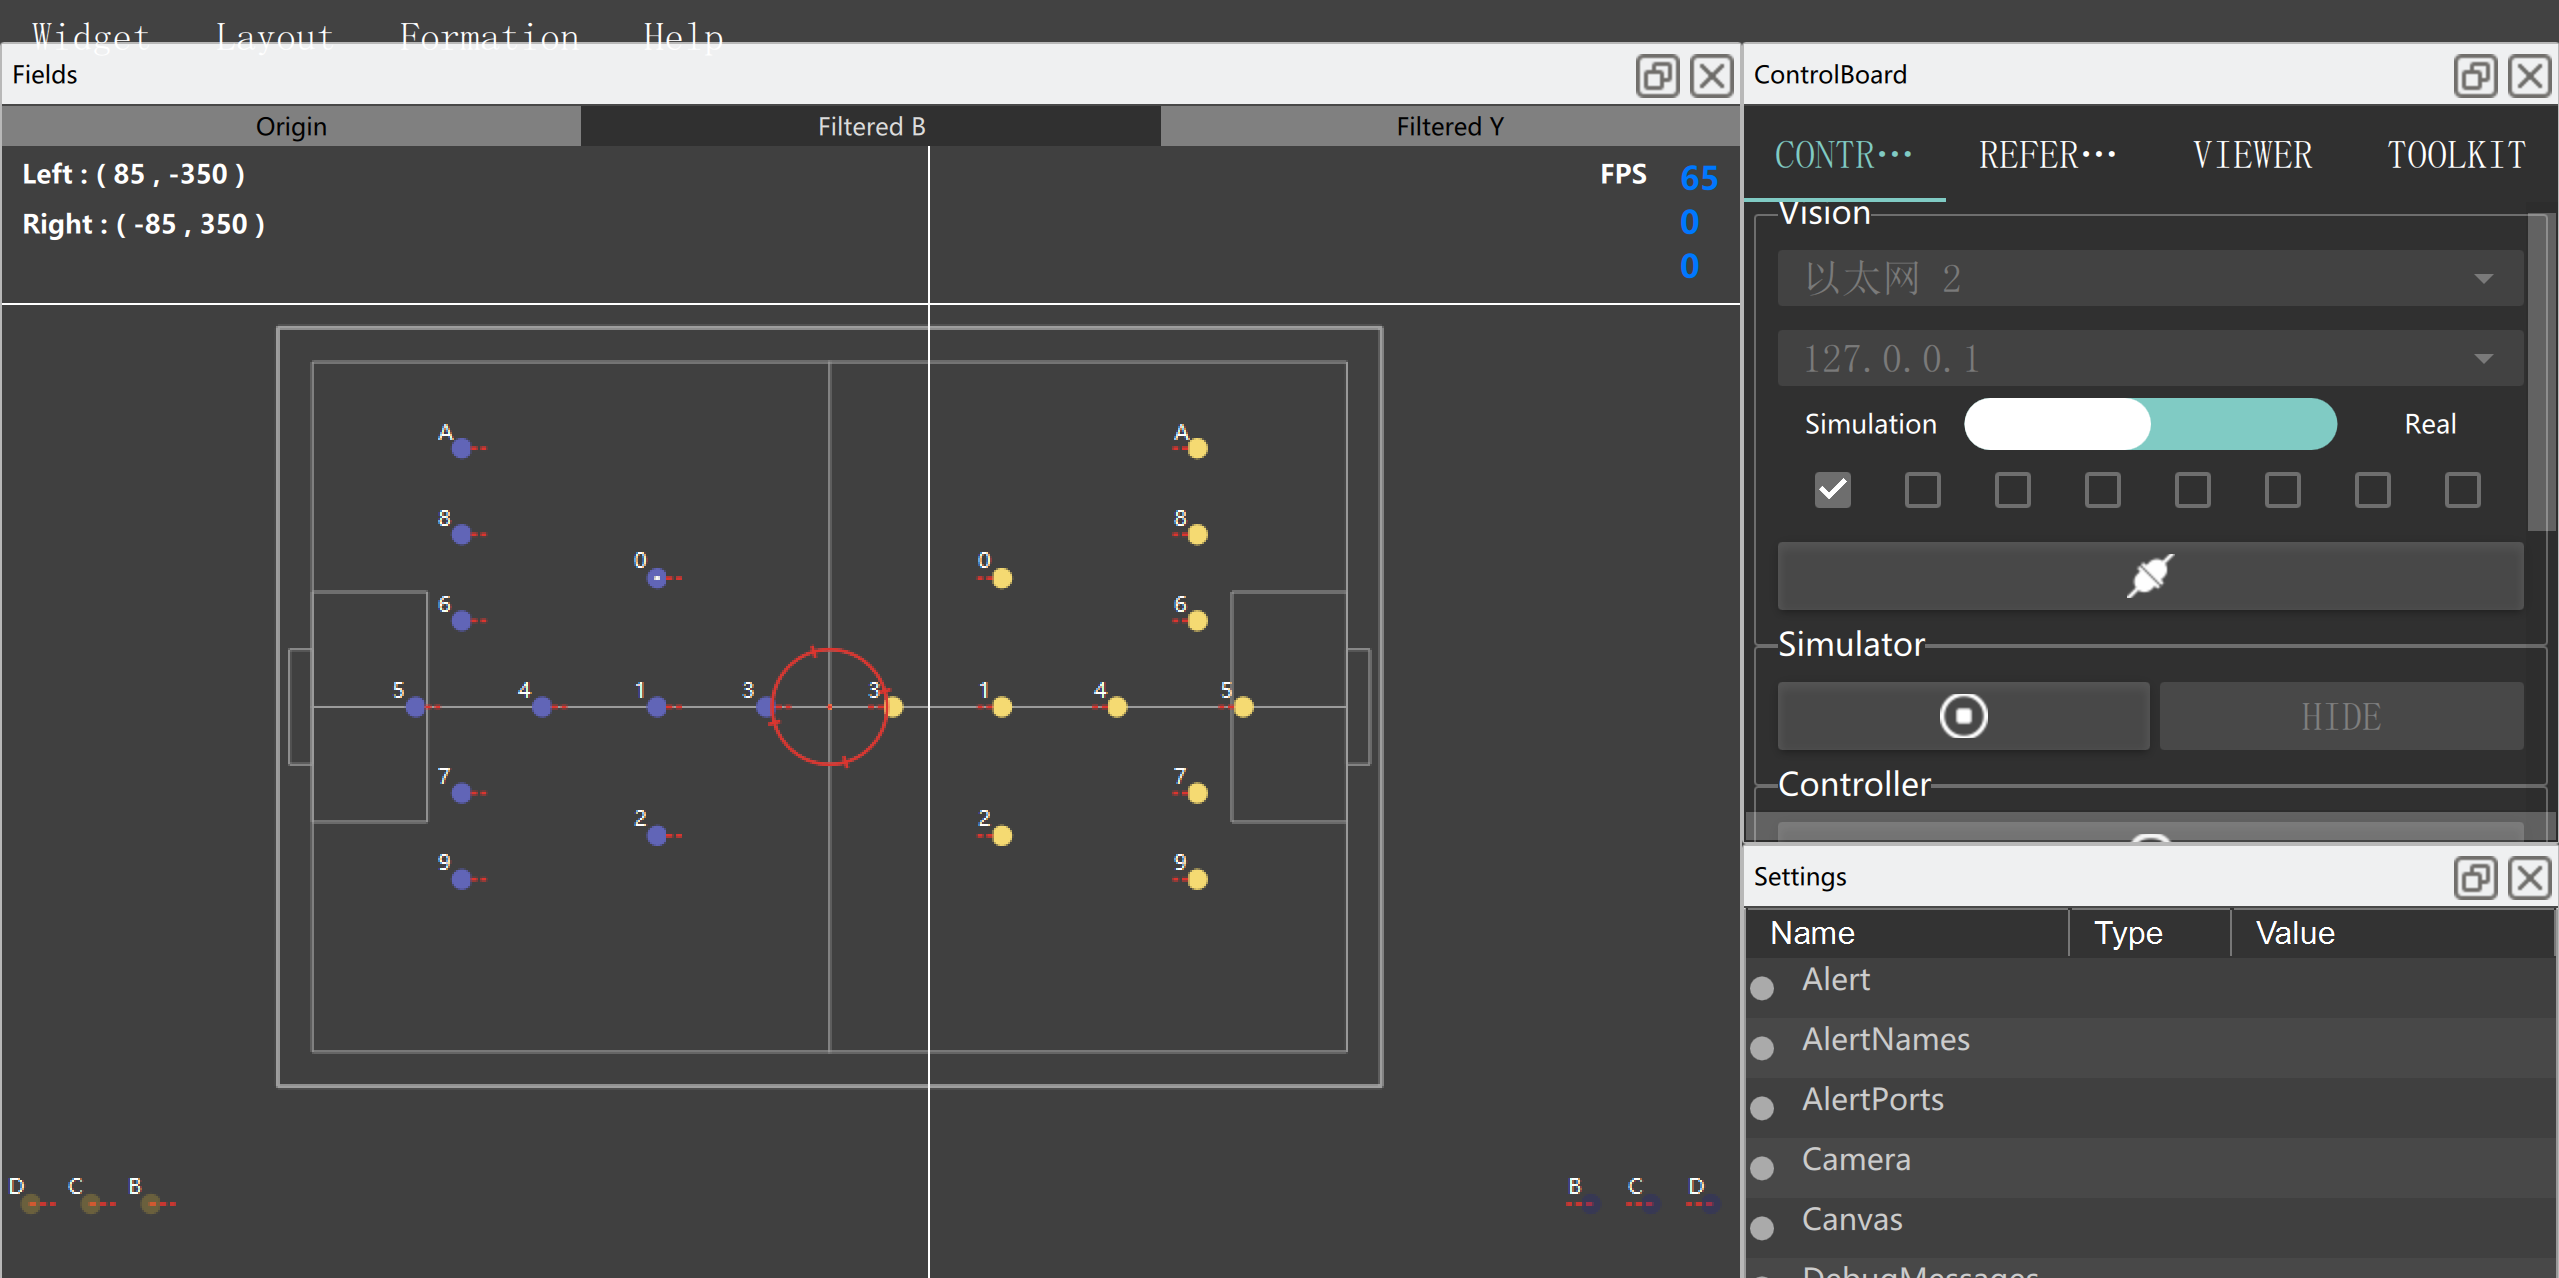 Widget Layout Formation Help
Fields
Origin Filtered B Filtered Y
Left : ( 85 , -350 )
Right : ( -85 , 350 )
FPS 65
0
0
A A
8 8
0 0
6 6
5 4 1 3 3 1 4 5
7 7
2 2
9 9
D C B B C D
ControlBoard
CONTR··· REFER··· VIEWER TOOLKIT
Vision
以太网 2
127.0.0.1
Simulation Real
Simulator
HIDE
Controller
Settings
Name Type Value
Alert
AlertNames
AlertPorts
Camera
Canvas
DebugMessages